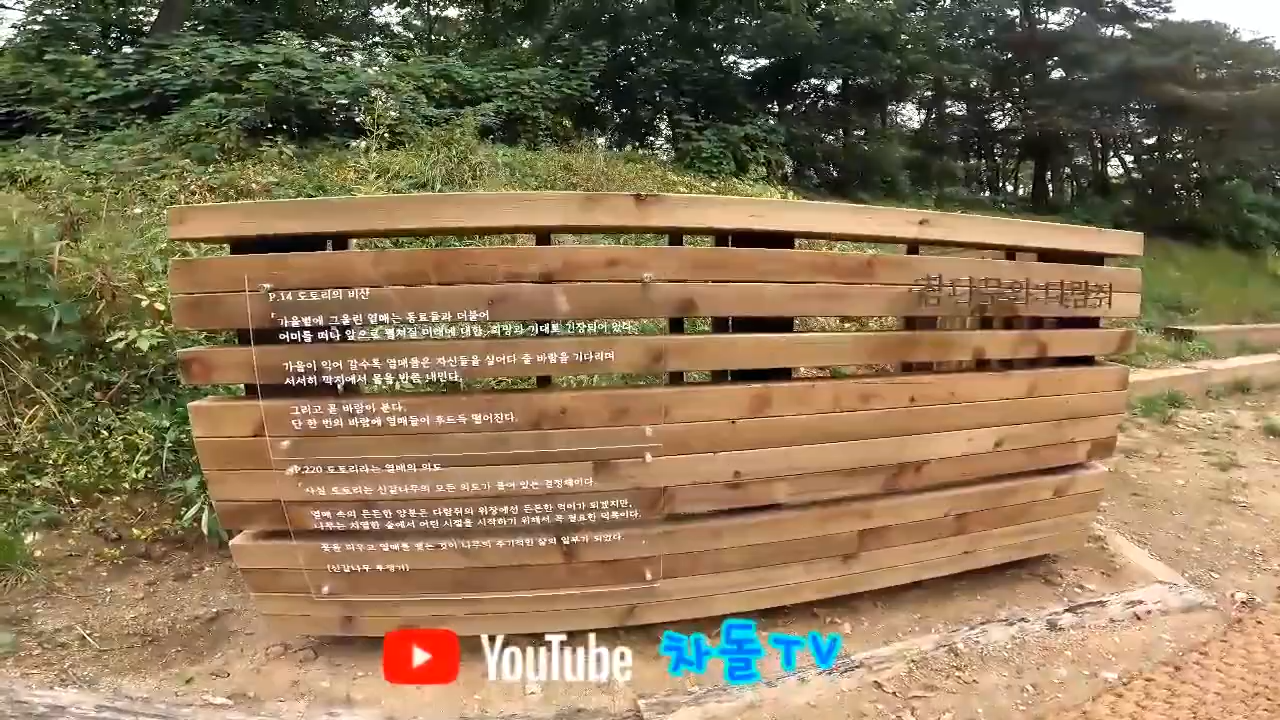 P.14 도토리의 비산
「가을볕에 그을린 열매는 동료들과 더불어
어미를 떠나 앞으로 펼쳐질 미래에 대한, 희망과 기대로 긴장되어 있다.
가을이 익어 갈수록 열매들은 자신들을 실어다 줄 바람을 기다리며
서서히 깍정에서 몸을 반쯤 내민다.
그리고 곧 바람이 분다.
단 한 번의 바람에 열매들이 후드득 떨어진다.
P.220 도토리라는 열매의 의도
「사실 도토리는 신갈나무의 모든 의도가 품어 있는 결정체이다.
열매 속의 든든한 양분은 다람쥐의 위장에선 든든한 먹이가 되겠지만,
나무는 치열한 숲에서 어린 시절을 시작하기 위해서 꼭 필요한 덕목이다.
꽃을 피우고 열매를 맺는 것이 나무의 주기적인 삶의 일부가 되었다.
(신갈나무 투쟁기)
참나무와 다람쥐
YouTube 차돌TV